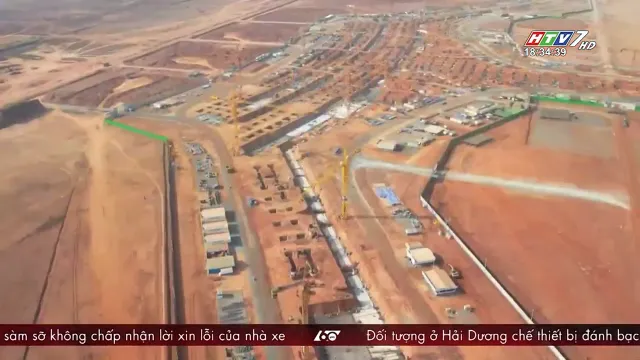 HTV7 HD
18:34:39
sàm sỡ không chấp nhận lời xin lỗi của nhà xe
60
Đối tượng ở Hải Dương chế thiết bị đánh bạc